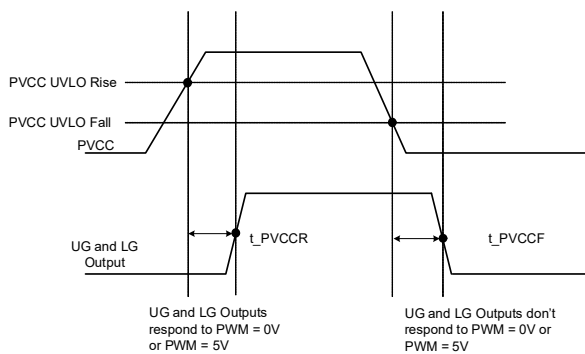 PVCC UVLO Rise
PVCC UVLO Fall
PVCC
t_PVCCR
t_PVCCF
UG and LG
Output
UG and LG Outputs
respond to PWM = 0V
or PWM = 5V
UG and LG Outputs don't
respond to PWM = 0V or
PWM = 5V